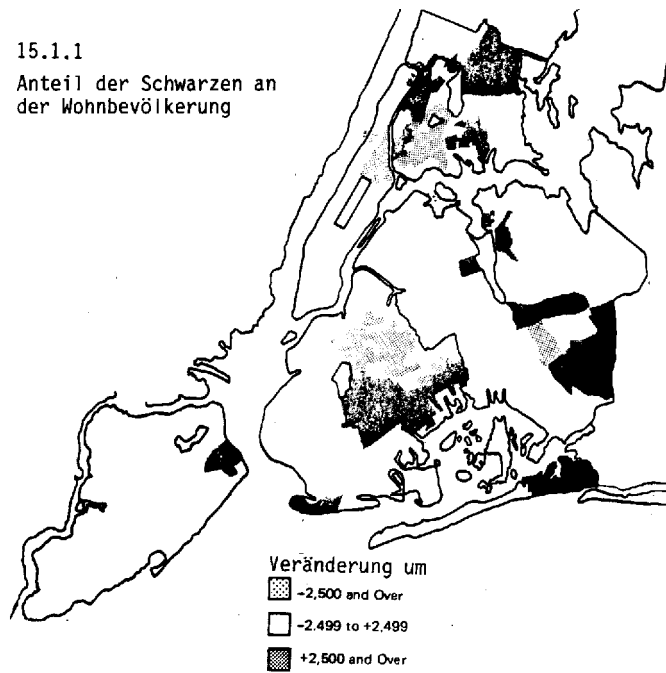 15.1.1
Anteil der Schwarzen an
der Wohnbevölkerung
Veränderung um
-2,500 and Over
-2.499 to +2,499
+2,500 and Over